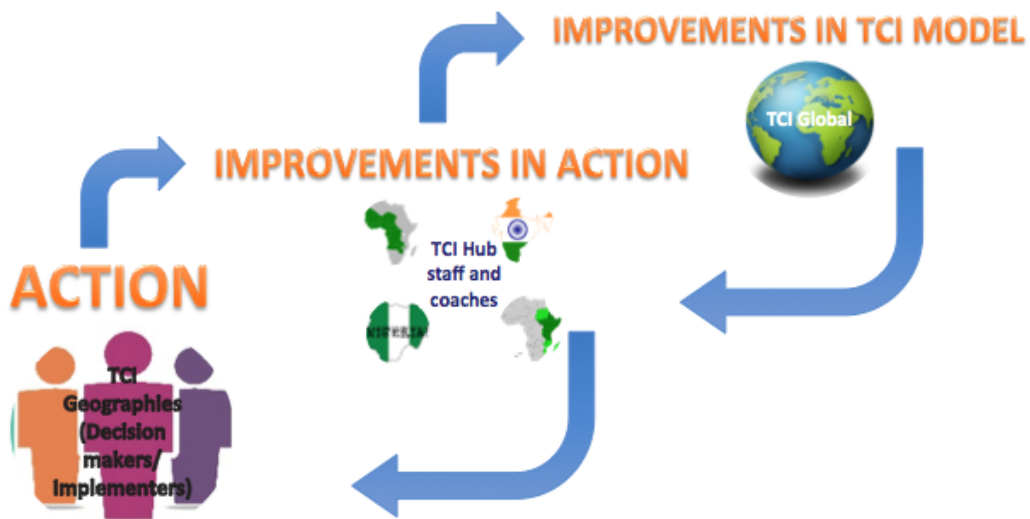 IMPROVEMENTS IN TCI MODEL
TCI Global
IMPROVEMENTS IN ACTION
TCI Hub
staff and
coaches
NIGERIA
ACTION
TCI
Geographies
(Decision
makers/
implementers)